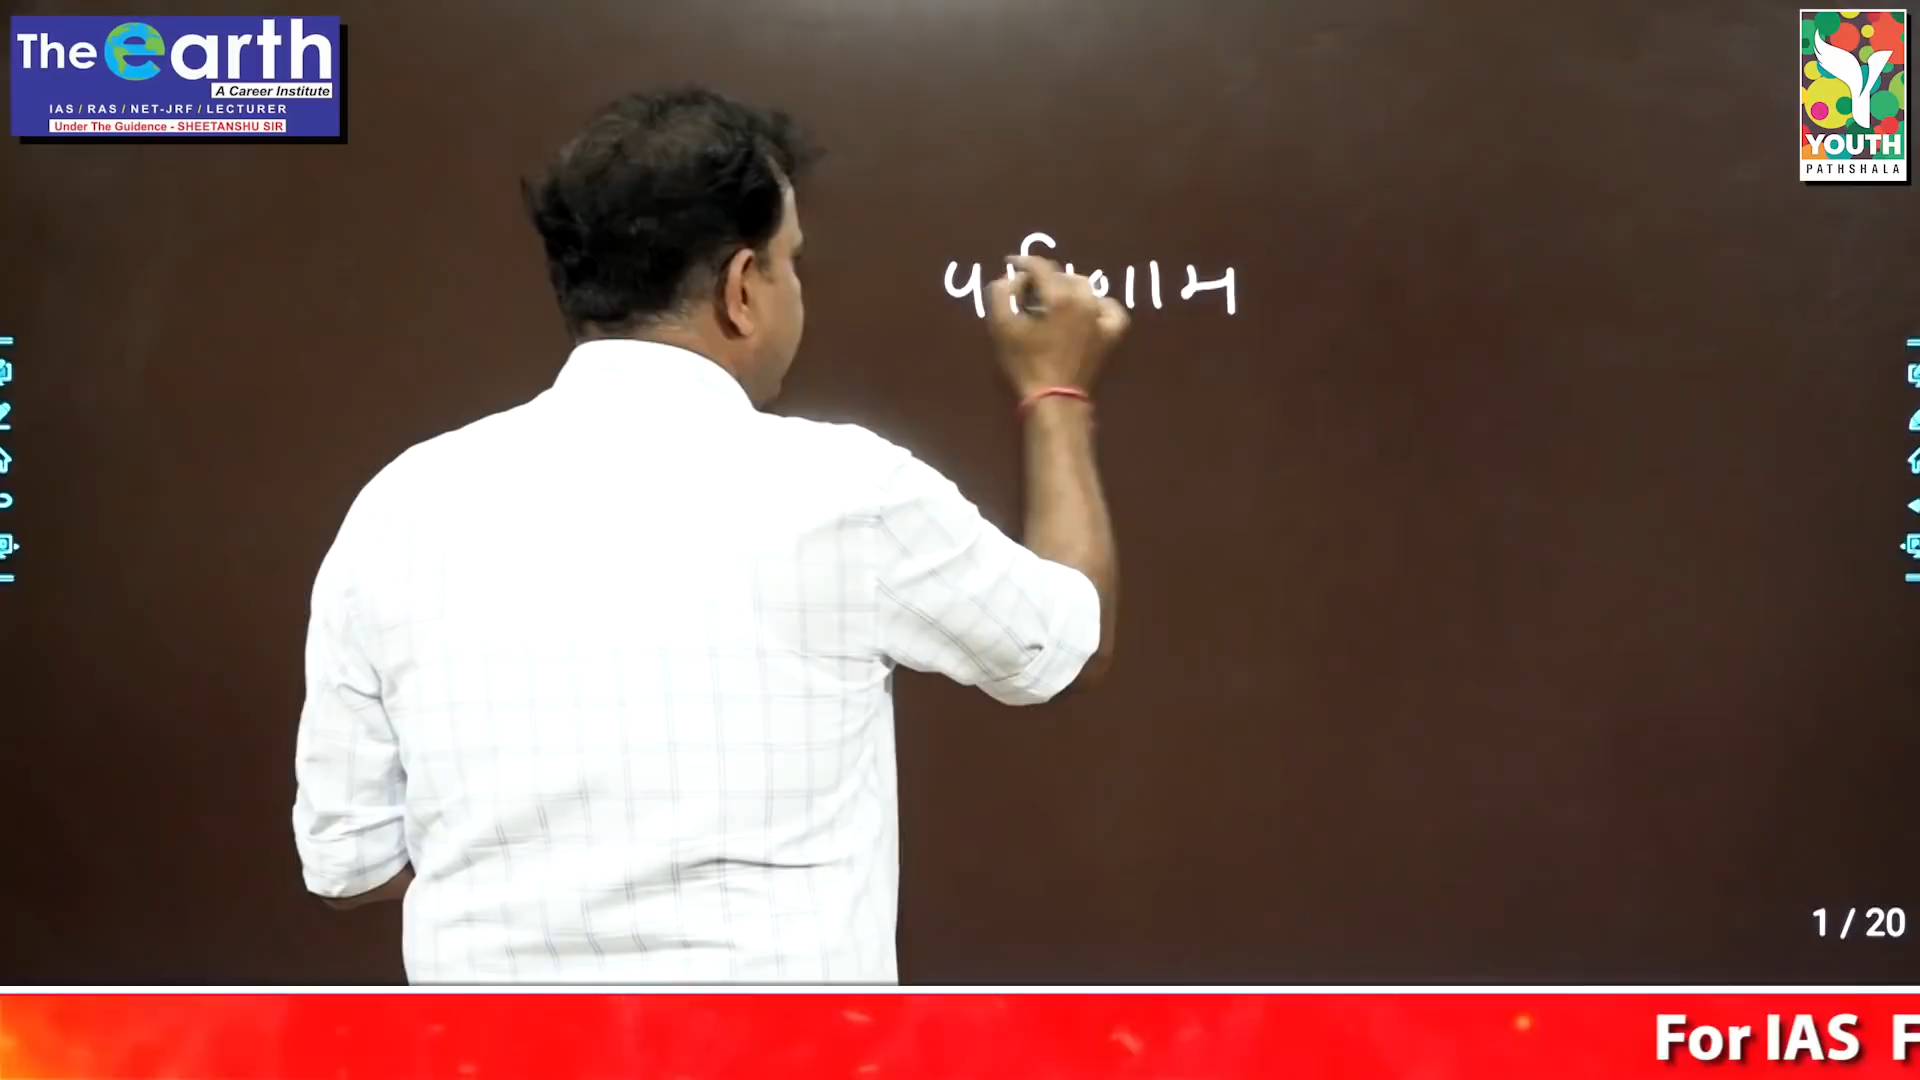 The earth
A Career Institute
IAS / RAS / NET-JRF / LECTURER
Under The Guidence - SHEETANSHU SIR
YOUTH
PATHSHALA
1 / 20
For IAS F